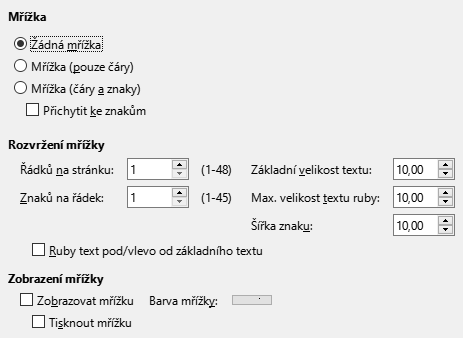 Mřížka
Žádná mřížka
Mřížka (pouze čáry)
Mřížka (čáry a znaky)
Přichytit ke znakům
Rozvržení mřížky
Řádků na stránku: 1 (1-48) Základní velikost textu: 10,00
Znaků na řádek: 1 (1-45) Max. velikost textu ruby: 10,00
Šířka znaku: 10,00
Ruby text pod/vlevo od základního textu
Zobrazení mřížky
Zobrazovat mřížku Barva mřížky:
Tisknout mřížku